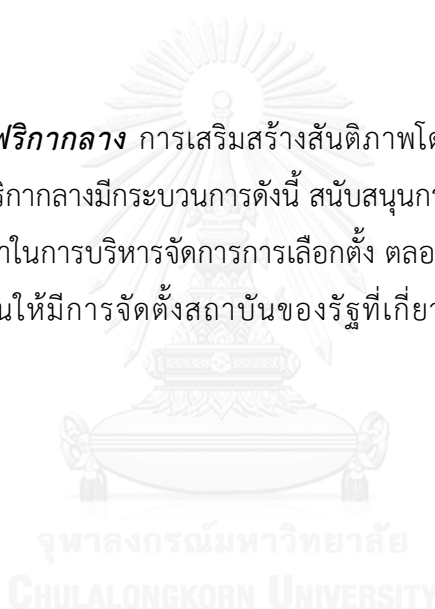 ฟริกากลาง การเสริมสร้างสันติภาพโด
ริกากลางมีกระบวนการดังนี้ สนับสนุนกร
าในการบริหารจัดการการเลือกตั้ง ตลอ
นให้มีการจัดตั้งสถาบันของรัฐที่เกี่ยว
จุฬาลงกรณ์มหาวิทยาลัย
CHULALONGKORN UNIVERSITY